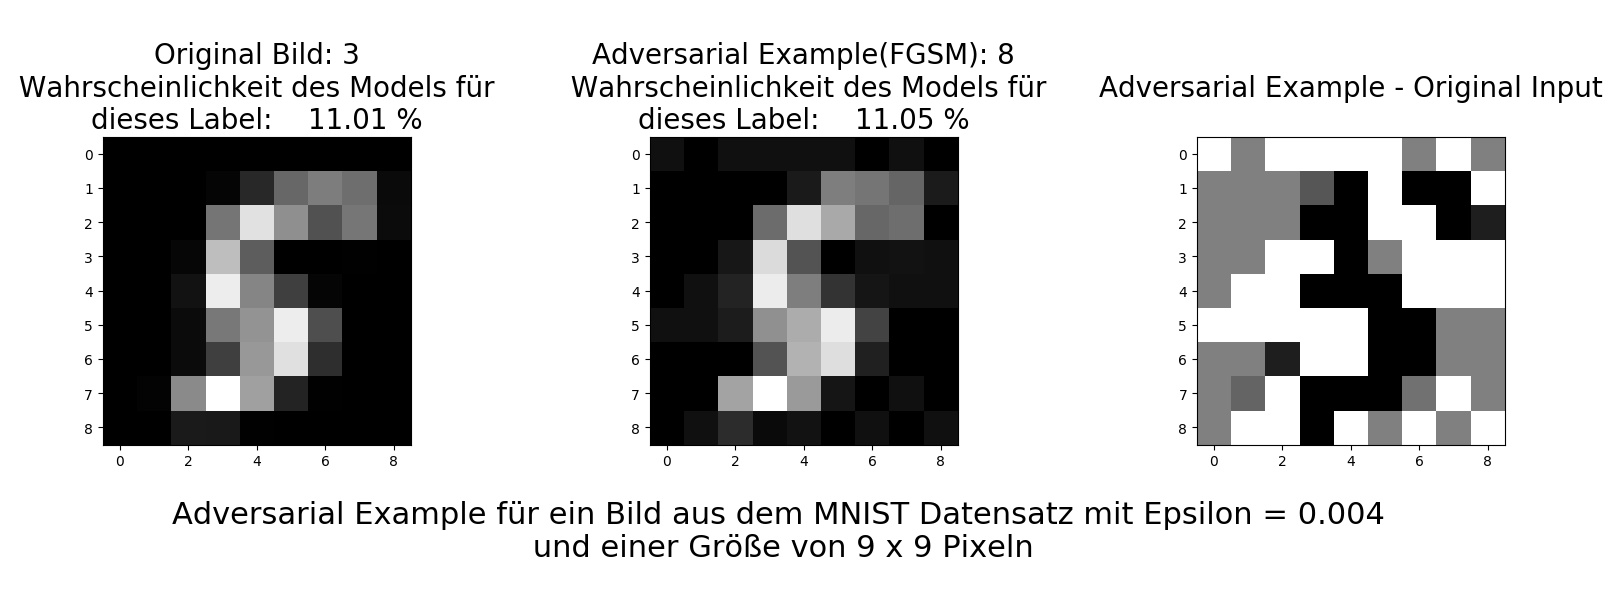 Original Bild: 3
Wahrscheinlichkeit des Models für
dieses Label: 11.01 %
Adversarial Example(FGSM): 8
Wahrscheinlichkeit des Models für
dieses Label: 11.05 %
Adversarial Example - Original Input
0
1
2
3
4
5
6
7
8
0 2 4 6 8
0
1
2
3
4
5
6
7
8
0 2 4 6 8
0
1
2
3
4
5
6
7
8
0 2 4 6 8
Adversarial Example für ein Bild aus dem MNIST Datensatz mit Epsilon = 0.004
und einer Größe von 9 x 9 Pixeln